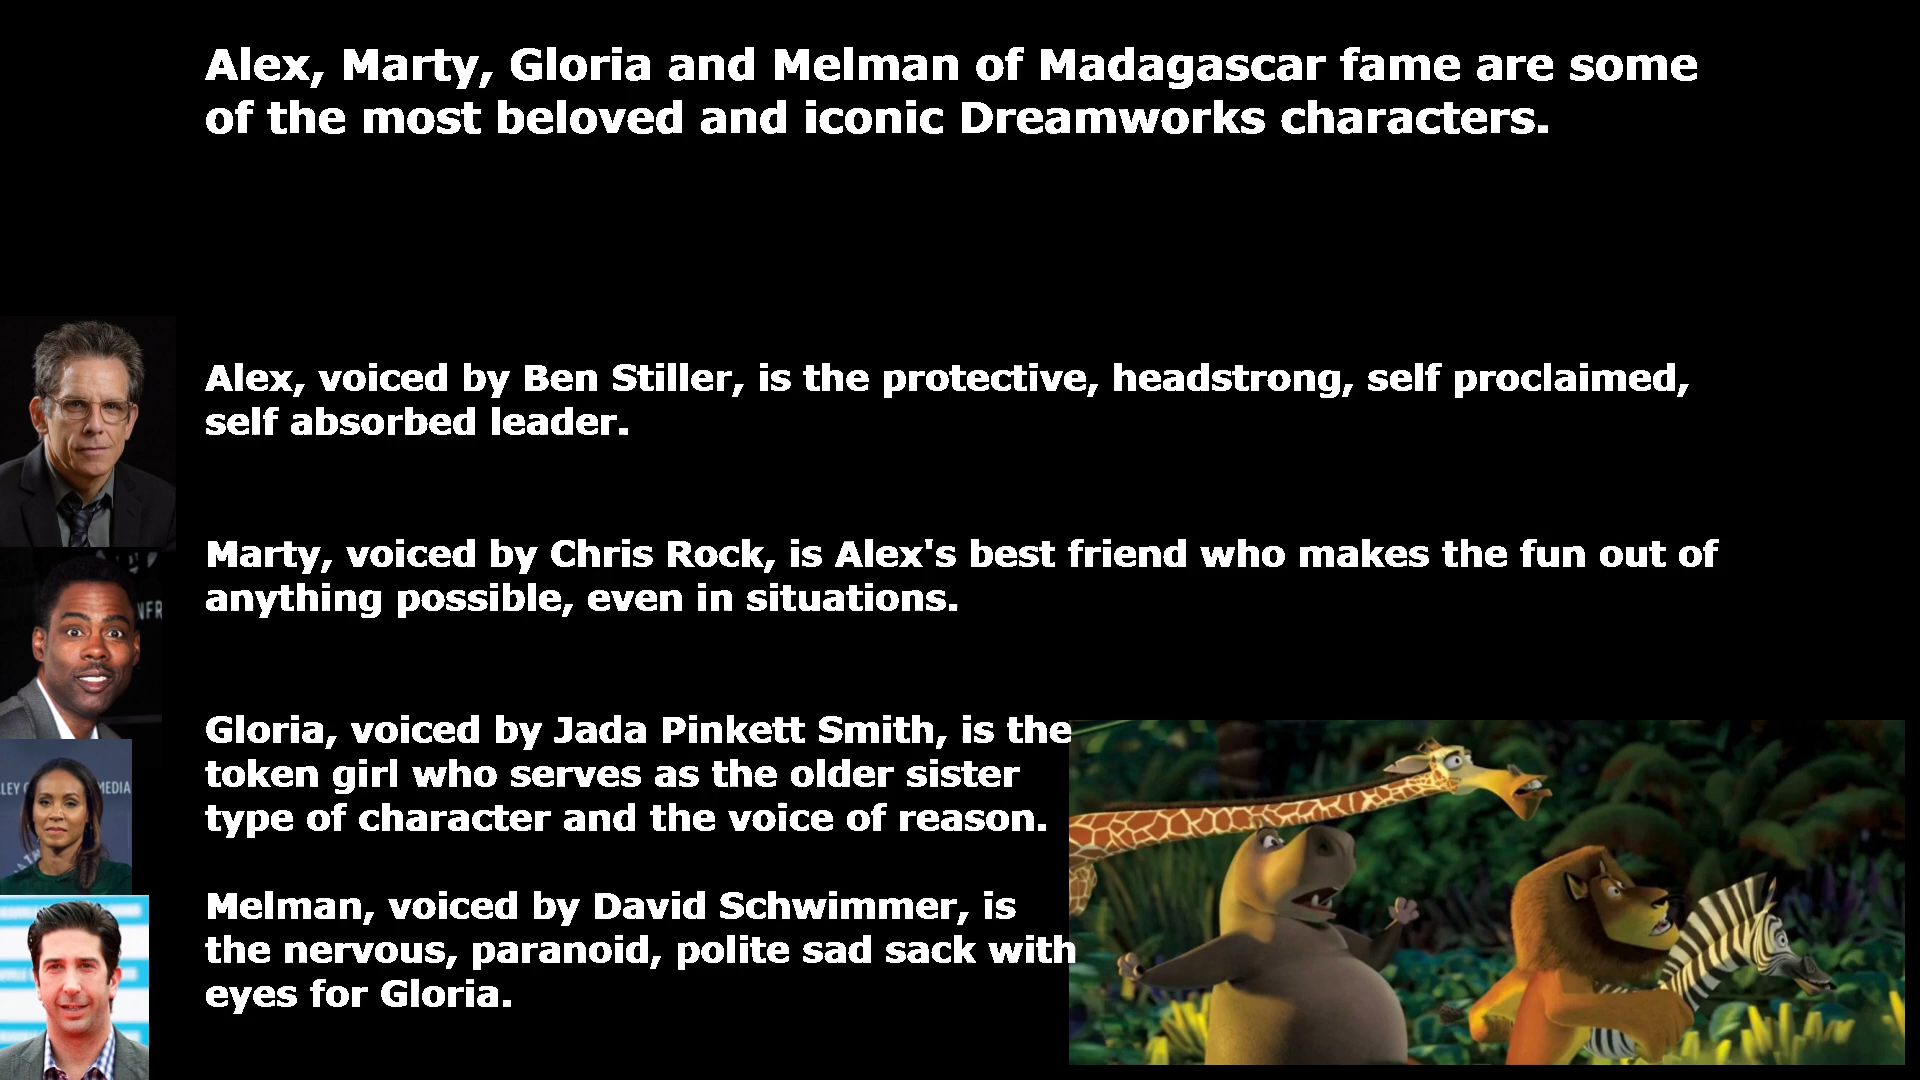 Alex, Marty, Gloria and Melman of Madagascar fame are some
of the most beloved and iconic Dreamworks characters.
Alex, voiced by Ben Stiller, is the protective, headstrong, self proclaimed,
self absorbed leader.
Marty, voiced by Chris Rock, is Alex's best friend who makes the fun out of
anything possible, even in situations.
NFR
Gloria, voiced by Jada Pinkett Smith, is the
token girl who serves as the older sister
type of character and the voice of reason.
LEY MEDIA
Melman, voiced by David Schwimmer, is
the nervous, paranoid, polite sad sack with
eyes for Gloria.